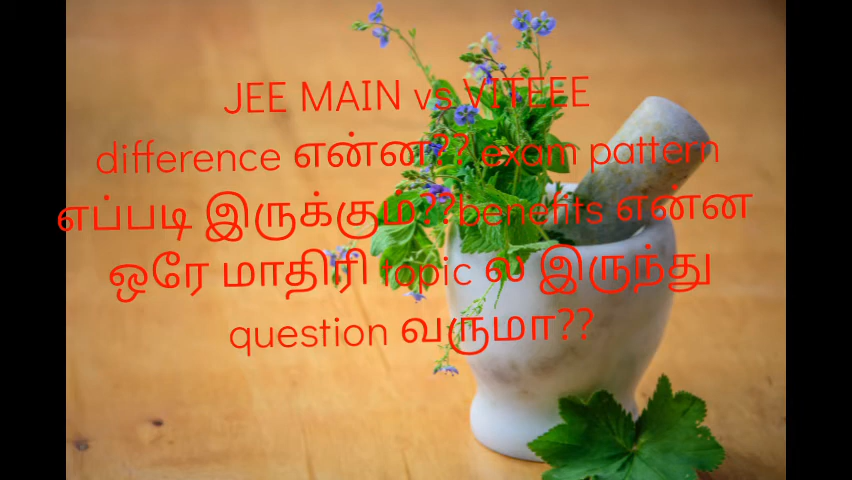 JEE MAIN vs VITEEE
difference என்ன?? exam pattern
எப்படி இருக்கும்??benefits என்ன
ஒரே மாதிரி topic ல இருந்து
question வருமா??